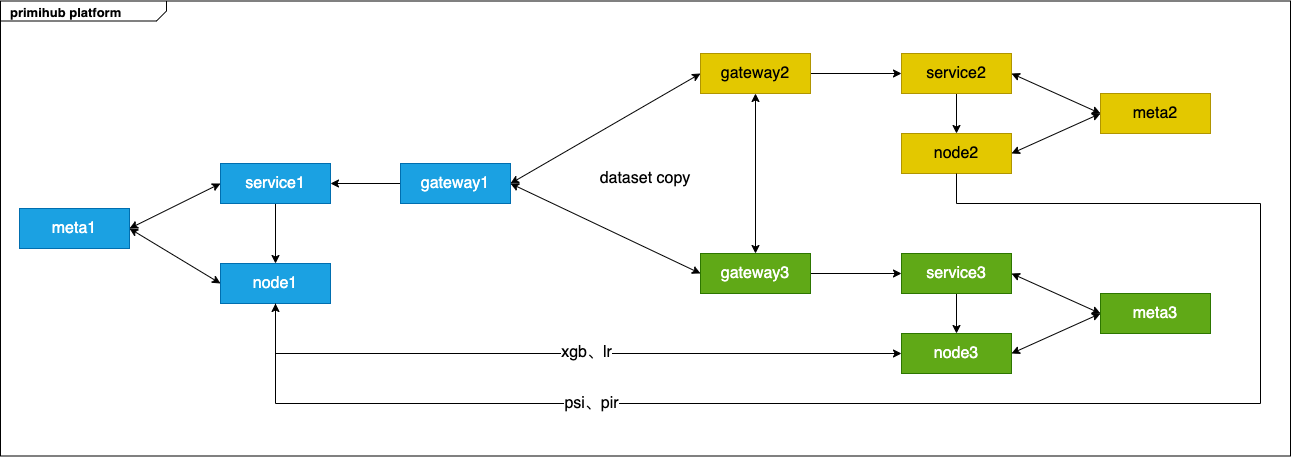 primihub platform
gateway2
service2
meta2
node2
service1
gateway1
dataset copy
meta1
node1
gateway3
service3
meta3
node3
xgb、lr
psi、pir